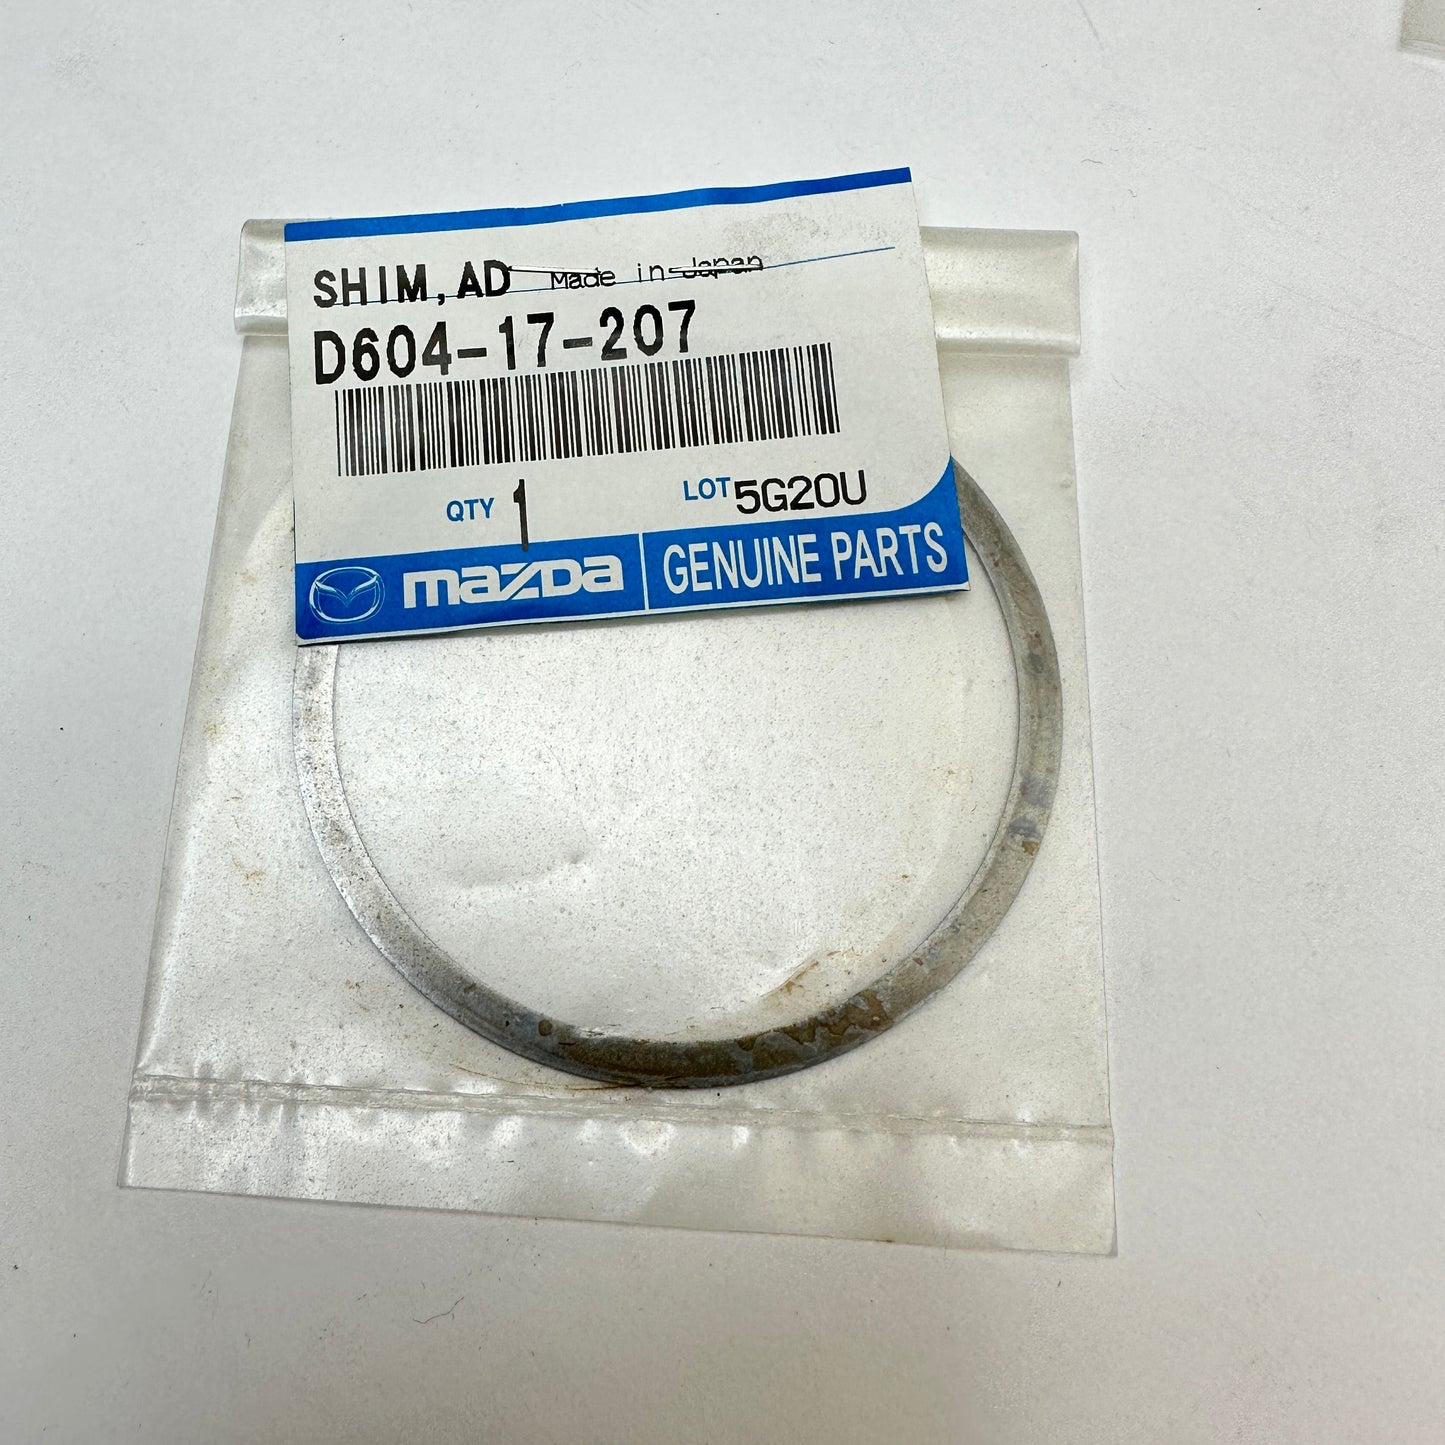 SHIM, AD Made in Japan
D604-17-207
QTY 1 LOT 5G20U
mazda GENUINE PARTS